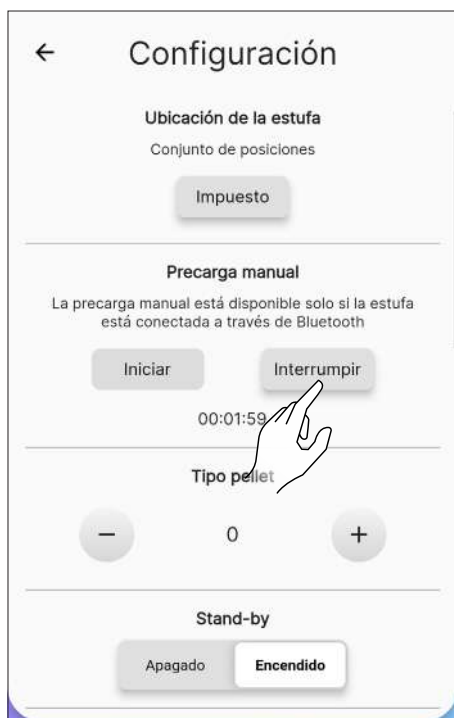 Configuración
Ubicación de la estufa
Conjunto de posiciones
Impuesto
Precarga manual
La precarga manual está disponible solo si la estufa
está conectada a través de Bluetooth
Iniciar Interrumpir
00:01:59
Tipo pellet
− 0 +
Stand-by
Apagado Encendido